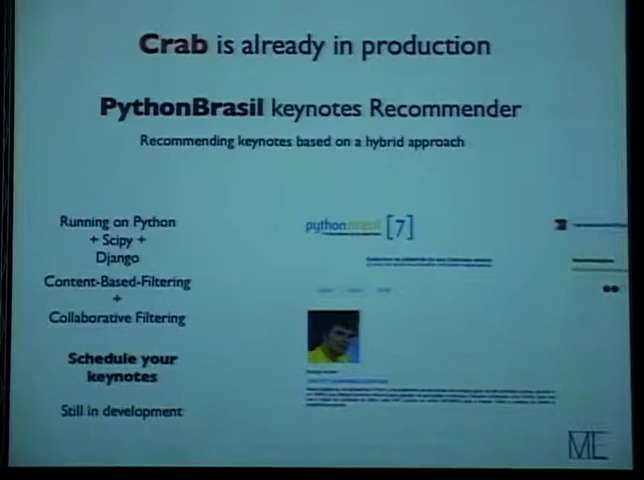 Crab is already in production
PythonBrasil keynotes Recommender
Recommending keynotes based on a hybrid approach
Running on Python
+ Scipy +
Django
Content-Based-Filtering
+
Collaborative Filtering
Schedule your
keynotes
Still in development
python brasil [7]